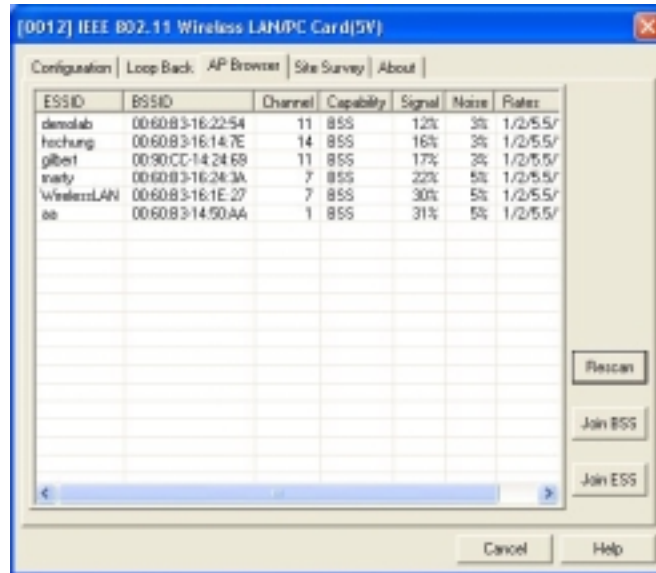 [0012] IEEE 802.11 Wireless LAN/PC Card(5V)
Configuration Loop Back AP Browser Site Survey About
ESSID BSSID Channel Capability Signal Noise Rates
demolab 00:60:B3-16:22:54 11 BSS 12% 3% 1/2/5.5/
hochung 00:60:B3-16:14:7E 14 BSS 16% 3% 1/2/5.5/
gilbert 00:90:CC-14:24:69 11 BSS 17% 3% 1/2/5.5/
marty 00:60:B3-16:24:3A 7 BSS 22% 5% 1/2/5.5/
WirelessLAN 00:60:B3-16:1E:27 7 BSS 30% 5% 1/2/5.5/
aa 00:60:B3-14:50:AA 1 BSS 31% 5% 1/2/5.5/
Rescan
Join BSS
Join ESS
Cancel Help